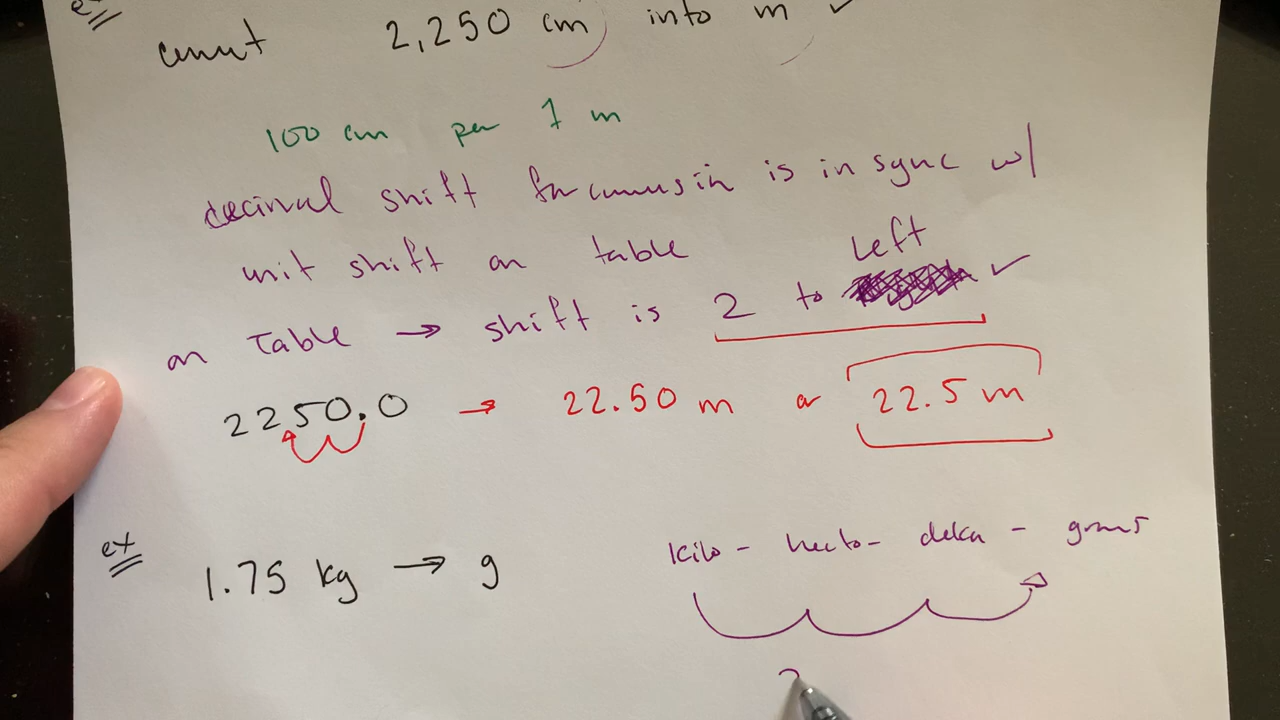 ex
convert 2,250 cm into m ✓
100 cm per 1 m
decimal shift for conversion is in sync w/
unit shift on table
Left
on Table → shift is 2 to ✓
2250.0 → 22.50 m or 22.5 m
ex
1.75 kg → g
kilo - hecto - deka - grams